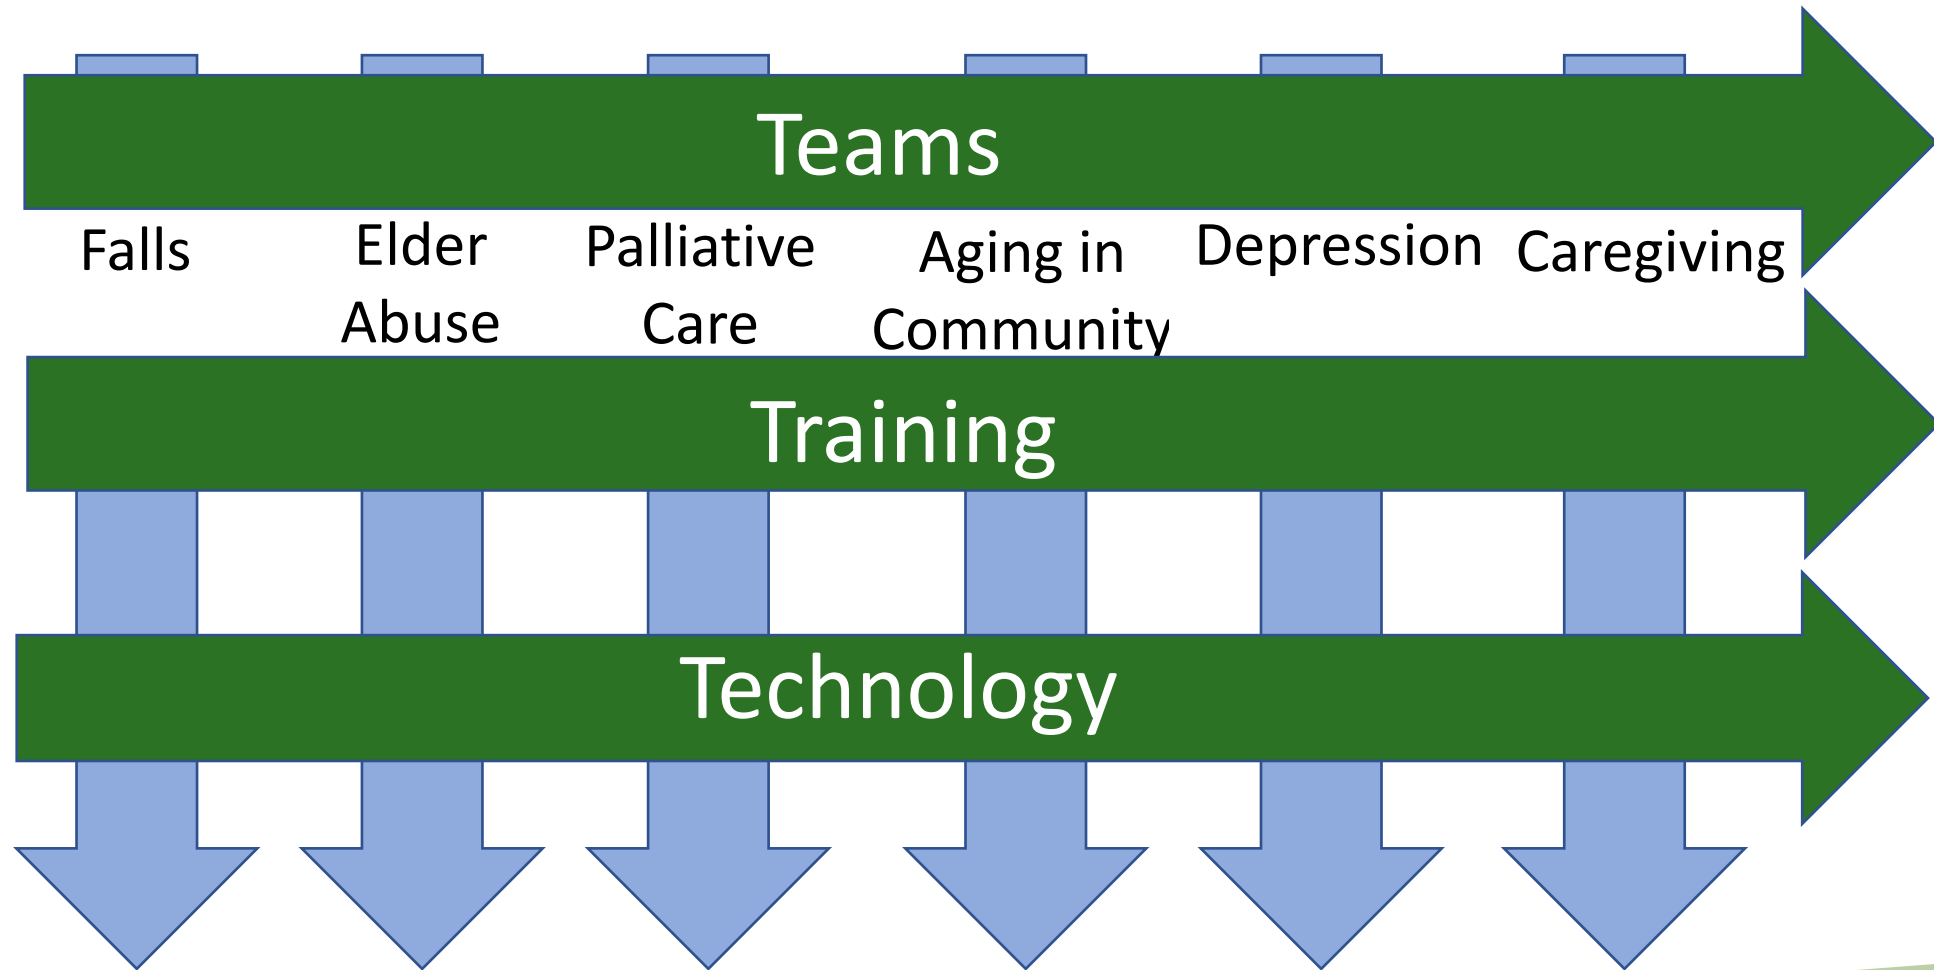 Teams
Falls
Elder
Abuse
Palliative
Care
Aging in
Community
Depression
Caregiving
Training
Technology